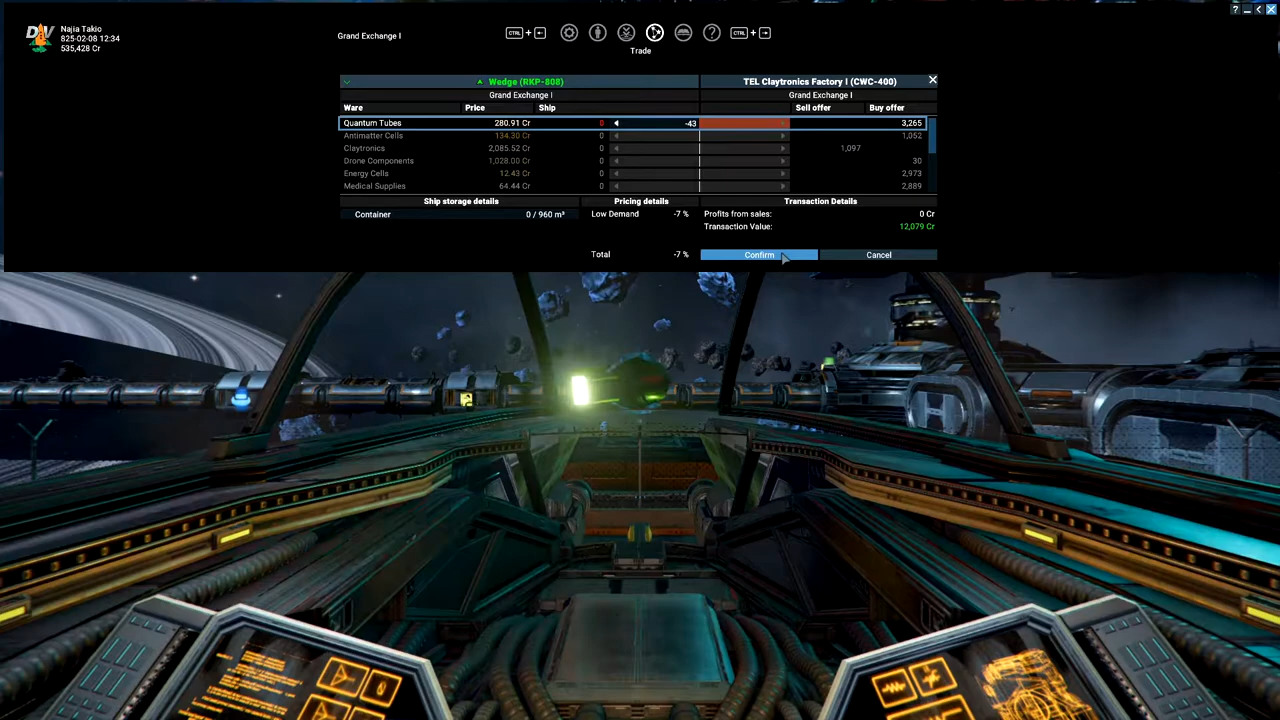 Najia Takio
825-02-08 12:34
535,428 Cr
Grand Exchange I
CTRL +
CTRL +
Trade
Wedge (RKP-808)
TEL Claytronics Factory I (CWC-400)
Grand Exchange I
Grand Exchange I
Ware Price Ship Sell offer Buy offer
Quantum Tubes 280.91 Cr 0 -43 3,265
Antimatter Cells 134.30 Cr 0 1,052
Claytronics 2,085.52 Cr 0 1,097
Drone Components 1,028.00 Cr 0 30
Energy Cells 12.43 Cr 0 2,973
Medical Supplies 64.44 Cr 0 2,889
Ship storage details Pricing details Transaction Details
Container 0 / 960 m³ Low Demand -7 % Profits from sales: 0 Cr
Transaction Value: 12,079 Cr
Total -7 % Confirm Cancel